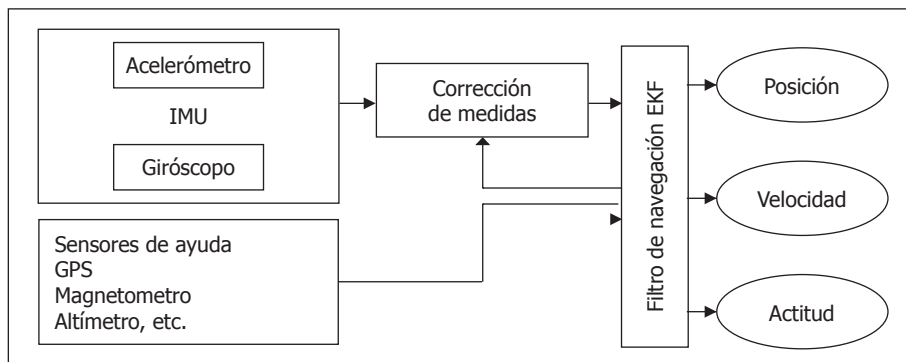 Acelerómetro
IMU
Giróscopo
Sensores de ayuda
GPS
Magnetometro
Altímetro, etc.
Corrección
de medidas
Filtro de navegación EKF
Posición
Velocidad
Actitud